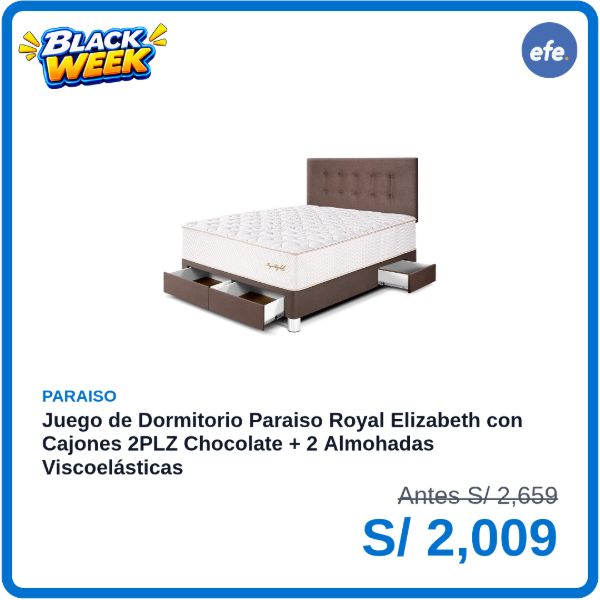 BLACK
WEEK
efe.
PARAISO
Juego de Dormitorio Paraiso Royal Elizabeth con
Cajones 2PLZ Chocolate + 2 Almohadas
Viscoelásticas
Antes S/ 2,659
S/ 2,009